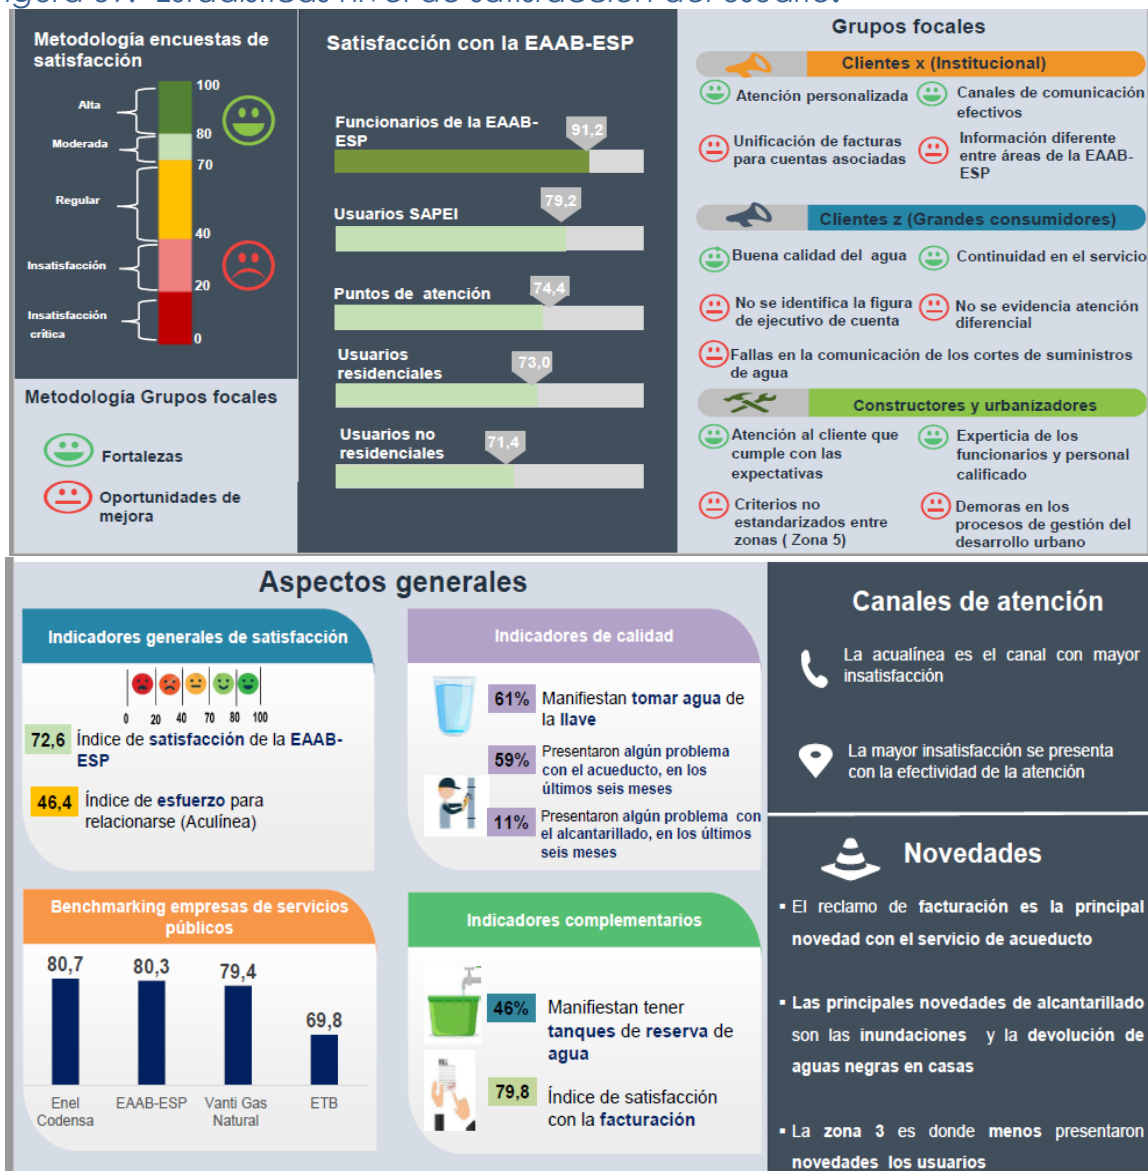 Figura 37. Estadísticas nivel de satisfacción del usuario.
Metodología encuestas de
satisfacción
100
Alta
80
Moderada
70
Regular
40
Insatisfacción
20
Insatisfacción
crítica
0
Metodología Grupos focales
Fortalezas
Oportunidades de
mejora
Satisfacción con la EAAB-ESP
Funcionarios de la EAAB-
ESP
91,2
Usuarios SAPEI
79,2
Puntos de atención
74,4
Usuarios
residenciales
73,0
Usuarios no
residenciales
71,4
Grupos focales
Clientes x (Institucional)
Atención personalizada
Canales de comunicación
efectivos
Unificación de facturas
para cuentas asociadas
Información diferente
entre áreas de la EAAB-
ESP
Clientes z (Grandes consumidores)
Buena calidad del agua
Continuidad en el servicio
No se identifica la figura
de ejecutivo de cuenta
No se evidencia atención
diferencial
Fallas en la comunicación de los cortes de suministros
de agua
Constructores y urbanizadores
Atención al cliente que
cumple con las
expectativas
Experticia de los
funcionarios y personal
calificado
Criterios no
estandarizados entre
zonas ( Zona 5)
Demoras en los
procesos de gestión del
desarrollo urbano
Aspectos generales
Indicadores generales de satisfacción
0 20 40 70 80 100
72,6 Índice de satisfacción de la EAAB-
ESP
46,4 Índice de esfuerzo para
relacionarse (Aculínea)
Indicadores de calidad
61% Manifiestan tomar agua de
la llave
59% Presentaron algún problema
con el acueducto, en los
últimos seis meses
11% Presentaron algún problema con
el alcantarillado, en los últimos
seis meses
Benchmarking empresas de servicios
públicos
80,7 80,3 79,4 69,8
Enel
Codensa
EAAB-ESP
Vanti Gas
Natural
ETB
Indicadores complementarios
46% Manifiestan tener
tanques de reserva de
agua
79,8 Índice de satisfacción
con la facturación
Canales de atención
La acualínea es el canal con mayor
insatisfacción
La mayor insatisfacción se presenta
con la efectividad de la atención
Novedades
▪ El reclamo de facturación es la principal
novedad con el servicio de acueducto
▪ Las principales novedades de alcantarillado
son las inundaciones y la devolución de
aguas negras en casas
▪ La zona 3 es donde menos presentaron
novedades los usuarios